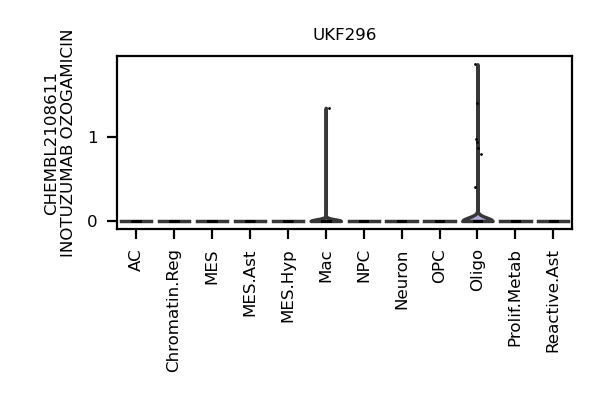 UKF296
CHEMBL2108611
INOTUZUMAB OZOGAMICIN
1
0
AC
Chromatin.Reg
MES
MES.Ast
MES.Hyp
Mac
NPC
Neuron
OPC
Oligo
Prolif.Metab
Reactive.Ast